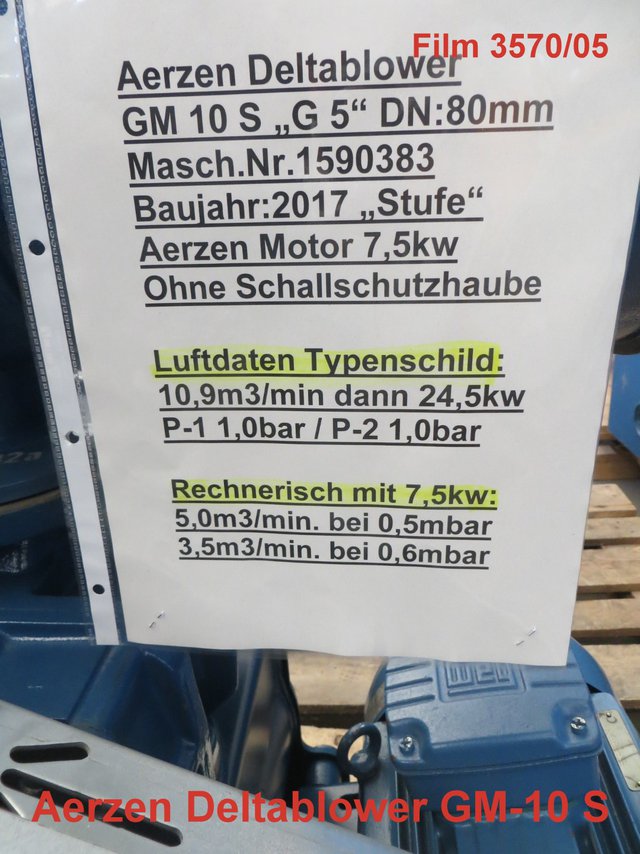 Film 3570/05
Aerzen Deltablower
GM 10 S „G 5“ DN:80mm
Masch.Nr.1590383
Baujahr:2017 „Stufe“
Aerzen Motor 7,5kw
Ohne Schallschutzhaube
Luftdaten Typenschild:
10,9m3/min dann 24,5kw
P-1 1,0bar / P-2 1,0bar
Rechnerisch mit 7,5kw:
5,0m3/min. bei 0,5mbar
3,5m3/min. bei 0,6mbar
Aerzen Deltablower GM-10 S